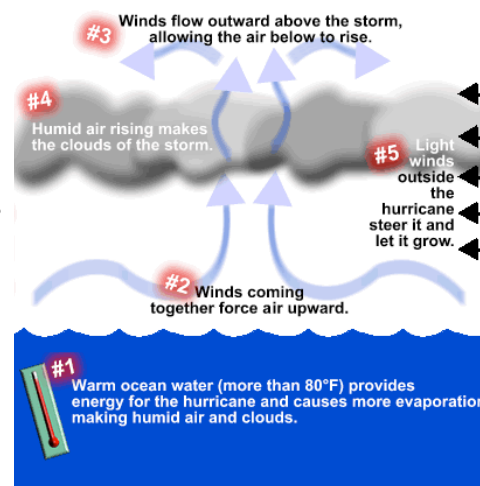 #3
Winds flow outward above the storm,
allowing the air below to rise.
#4
Humid air rising makes
the clouds of the storm.
#5
Light
winds
outside
the
hurricane
steer it and
let it grow.
#2
Winds coming
together force air upward.
#1
Warm ocean water (more than 80°F) provides
energy for the hurricane and causes more evaporation
making humid air and clouds.